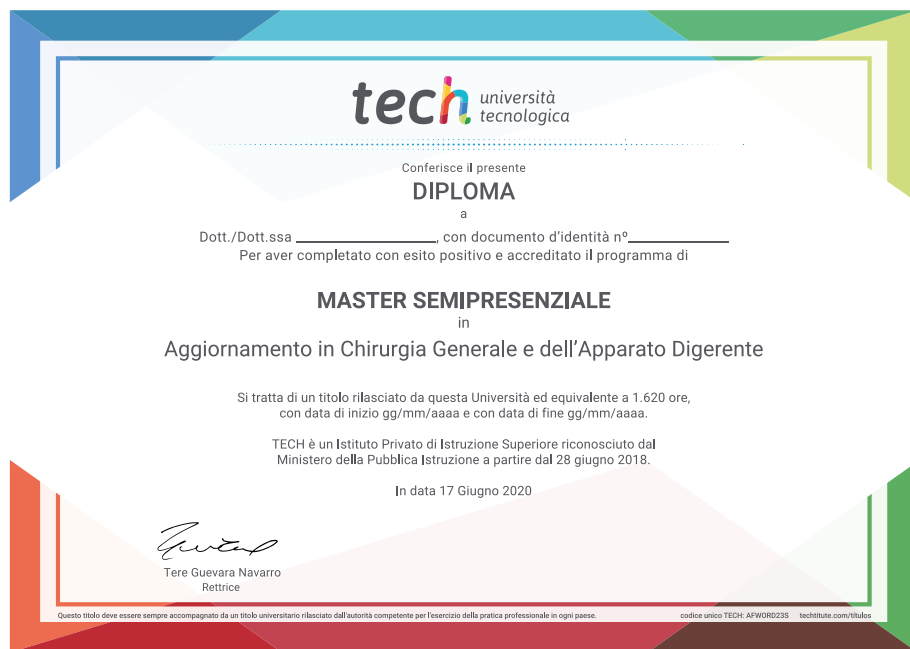 tech università
tecnologica
Conferisce il presente
DIPLOMA
a
Dott./Dott.ssa ________________, con documento d'identità nº____________
Per aver completato con esito positivo e accreditato il programma di
MASTER SEMIPRESENZIALE
in
Aggiornamento in Chirurgia Generale e dell'Apparato Digerente
Si tratta di un titolo rilasciato da questa Università ed equivalente a 1.620 ore,
con data di inizio gg/mm/aaaa e con data di fine gg/mm/aaaa.
TECH è un Istituto Privato di Istruzione Superiore riconosciuto dal
Ministero della Pubblica Istruzione a partire dal 28 giugno 2018.
In data 17 Giugno 2020
Tere Guevara Navarro
Rettrice
Questo titolo deve essere sempre accompagnato da un titolo universitario rilasciato dall'autorità competente per l'esercizio della pratica professionale in ogni paese. codice unico TECH: AFWORD23S techtitute.com/titulos